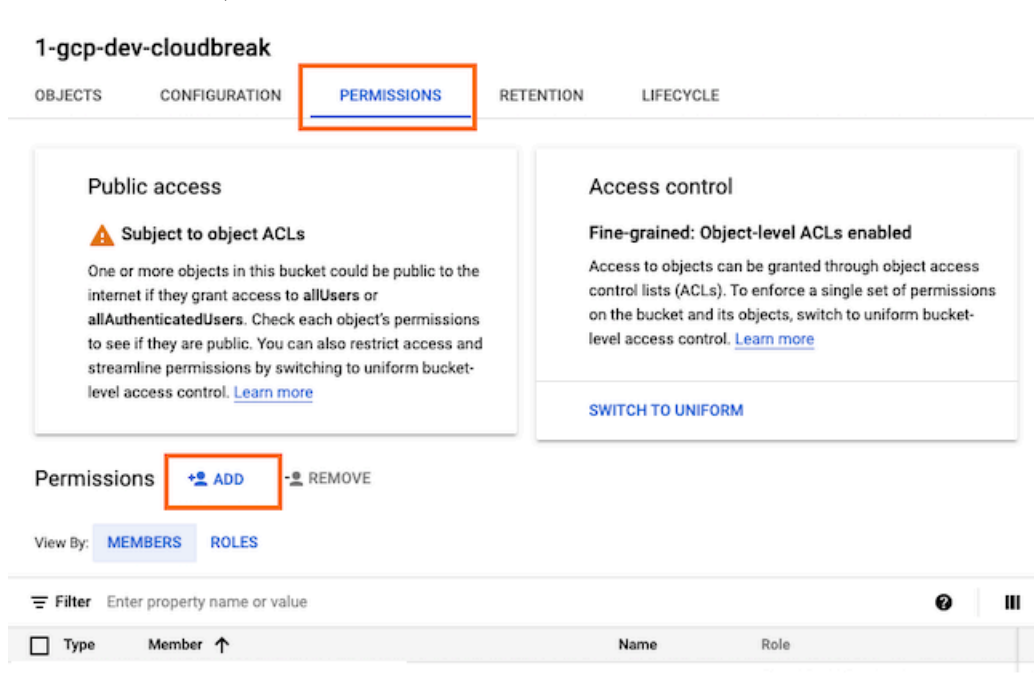 1-gcp-dev-cloudbreak
OBJECTS CONFIGURATION PERMISSIONS RETENTION LIFECYCLE
Public access
Subject to object ACLs
One or more objects in this bucket could be public to the
internet if they grant access to allUsers or
allAuthenticatedUsers. Check each object's permissions
to see if they are public. You can also restrict access and
streamline permissions by switching to uniform bucket-
level access control. Learn more
Access control
Fine-grained: Object-level ACLs enabled
Access to objects can be granted through object access
control lists (ACLs). To enforce a single set of permissions
on the bucket and its objects, switch to uniform bucket-
level access control. Learn more
SWITCH TO UNIFORM
Permissions ADD REMOVE
View By: MEMBERS ROLES
Filter Enter property name or value
Type Member Name Role